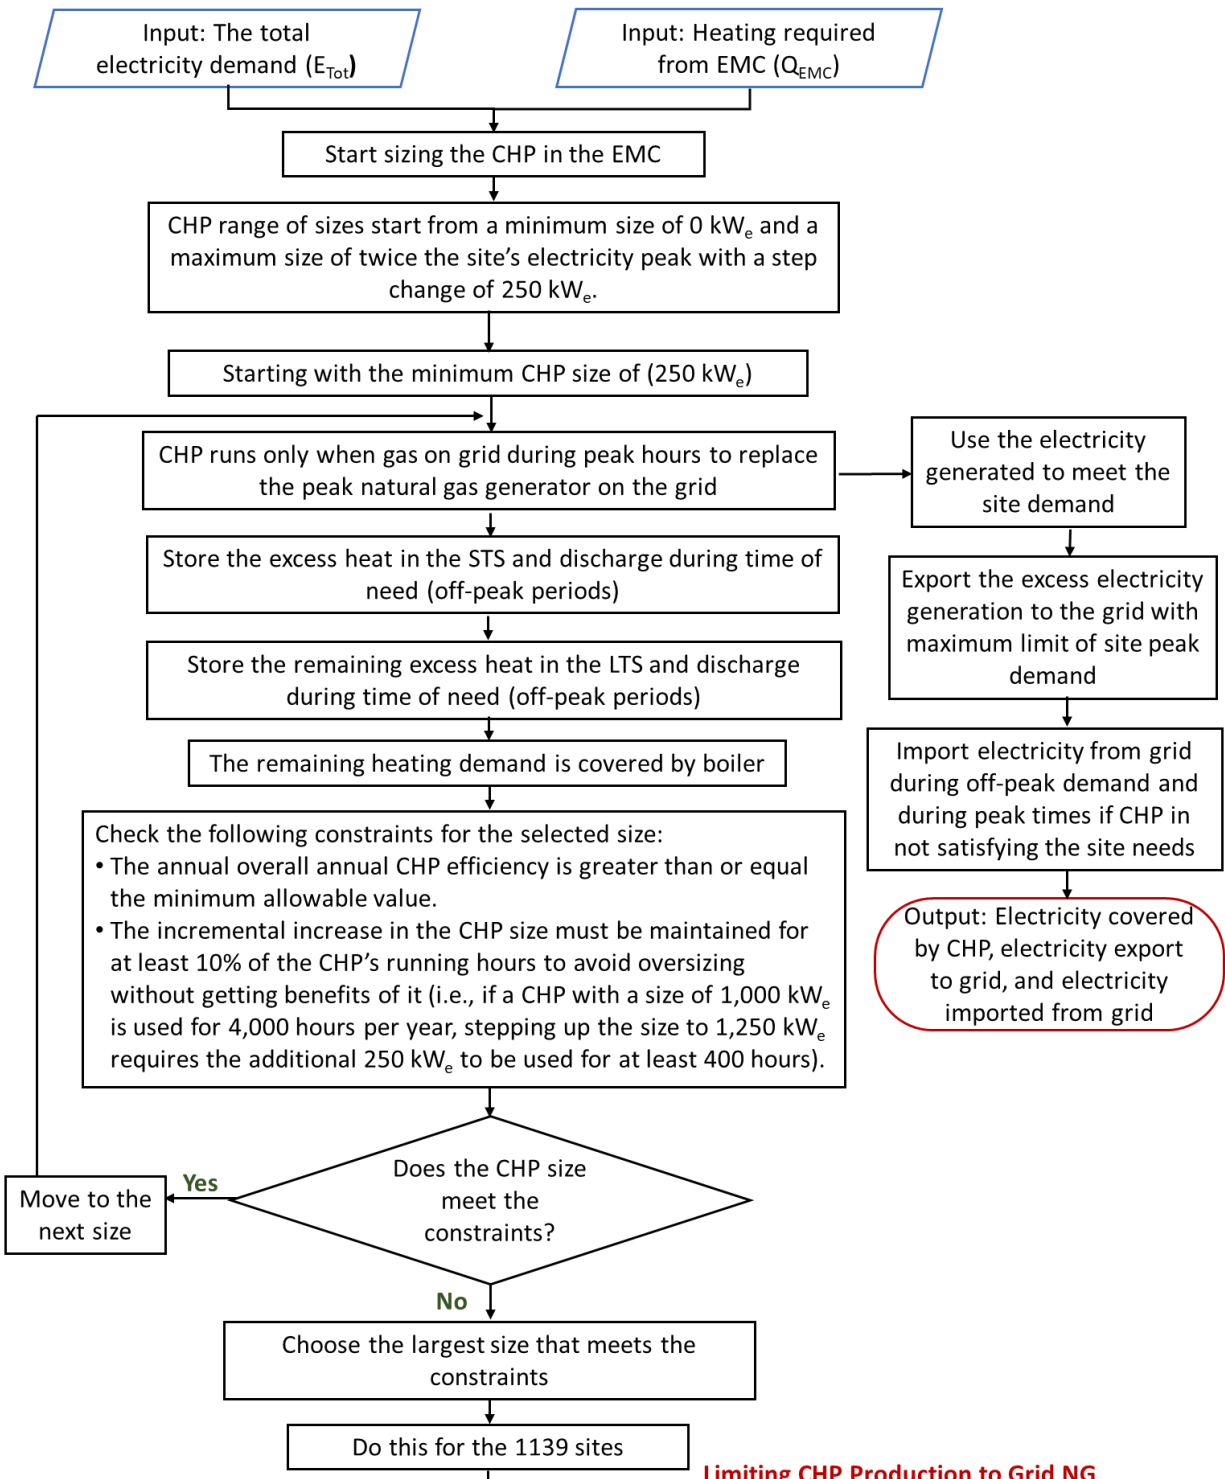 Input: The total
electricity demand (E_Tot)
Input: Heating required
from EMC (Q_EMC)
Start sizing the CHP in the EMC
CHP range of sizes start from a minimum size of 0 kW_e and a
maximum size of twice the site’s electricity peak with a step
change of 250 kW_e.
Starting with the minimum CHP size of (250 kW_e)
CHP runs only when gas on grid during peak hours to replace
the peak natural gas generator on the grid
Store the excess heat in the STS and discharge during time of
need (off-peak periods)
Store the remaining excess heat in the LTS and discharge
during time of need (off-peak periods)
The remaining heating demand is covered by boiler
Check the following constraints for the selected size:
• The annual overall annual CHP efficiency is greater than or equal
the minimum allowable value.
• The incremental increase in the CHP size must be maintained for
at least 10% of the CHP’s running hours to avoid oversizing
without getting benefits of it (i.e., if a CHP with a size of 1,000 kW_e
is used for 4,000 hours per year, stepping up the size to 1,250 kW_e
requires the additional 250 kW_e to be used for at least 400 hours).
Does the CHP size
meet the
constraints?
Yes
Move to the
next size
No
Choose the largest size that meets the
constraints
Do this for the 1139 sites
Use the electricity
generated to meet the
site demand
Export the excess electricity
generation to the grid with
maximum limit of site peak
demand
Import electricity from grid
during off-peak demand and
during peak times if CHP in
not satisfying the site needs
Output: Electricity covered
by CHP, electricity export
to grid, and electricity
imported from grid
Limiting CHP Production to Grid NG